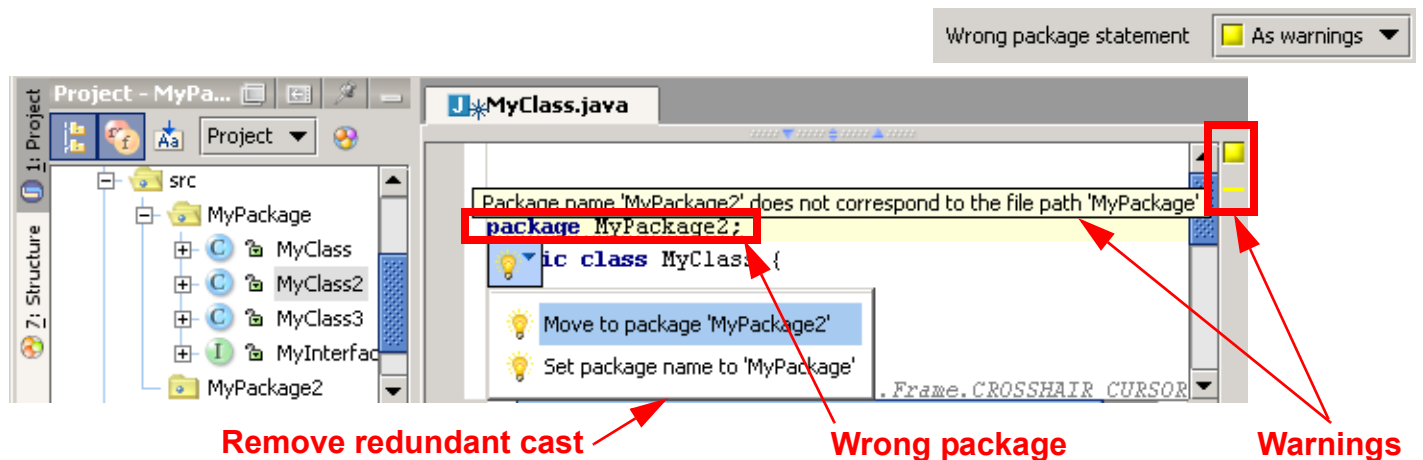 Wrong package statement As warnings
1: Project
7: Structure
Project - MyPa...
Project
src
MyPackage
MyClass
MyClass2
MyClass3
MyInterfac
MyPackage2
MyClass.java
Package name 'MyPackage2' does not correspond to the file path 'MyPackage'
package MyPackage2;
ic class MyClass {
Move to package 'MyPackage2'
Set package name to 'MyPackage'
.Frame.CROSSHAIR_CURSOR
Remove redundant cast
Wrong package
Warnings